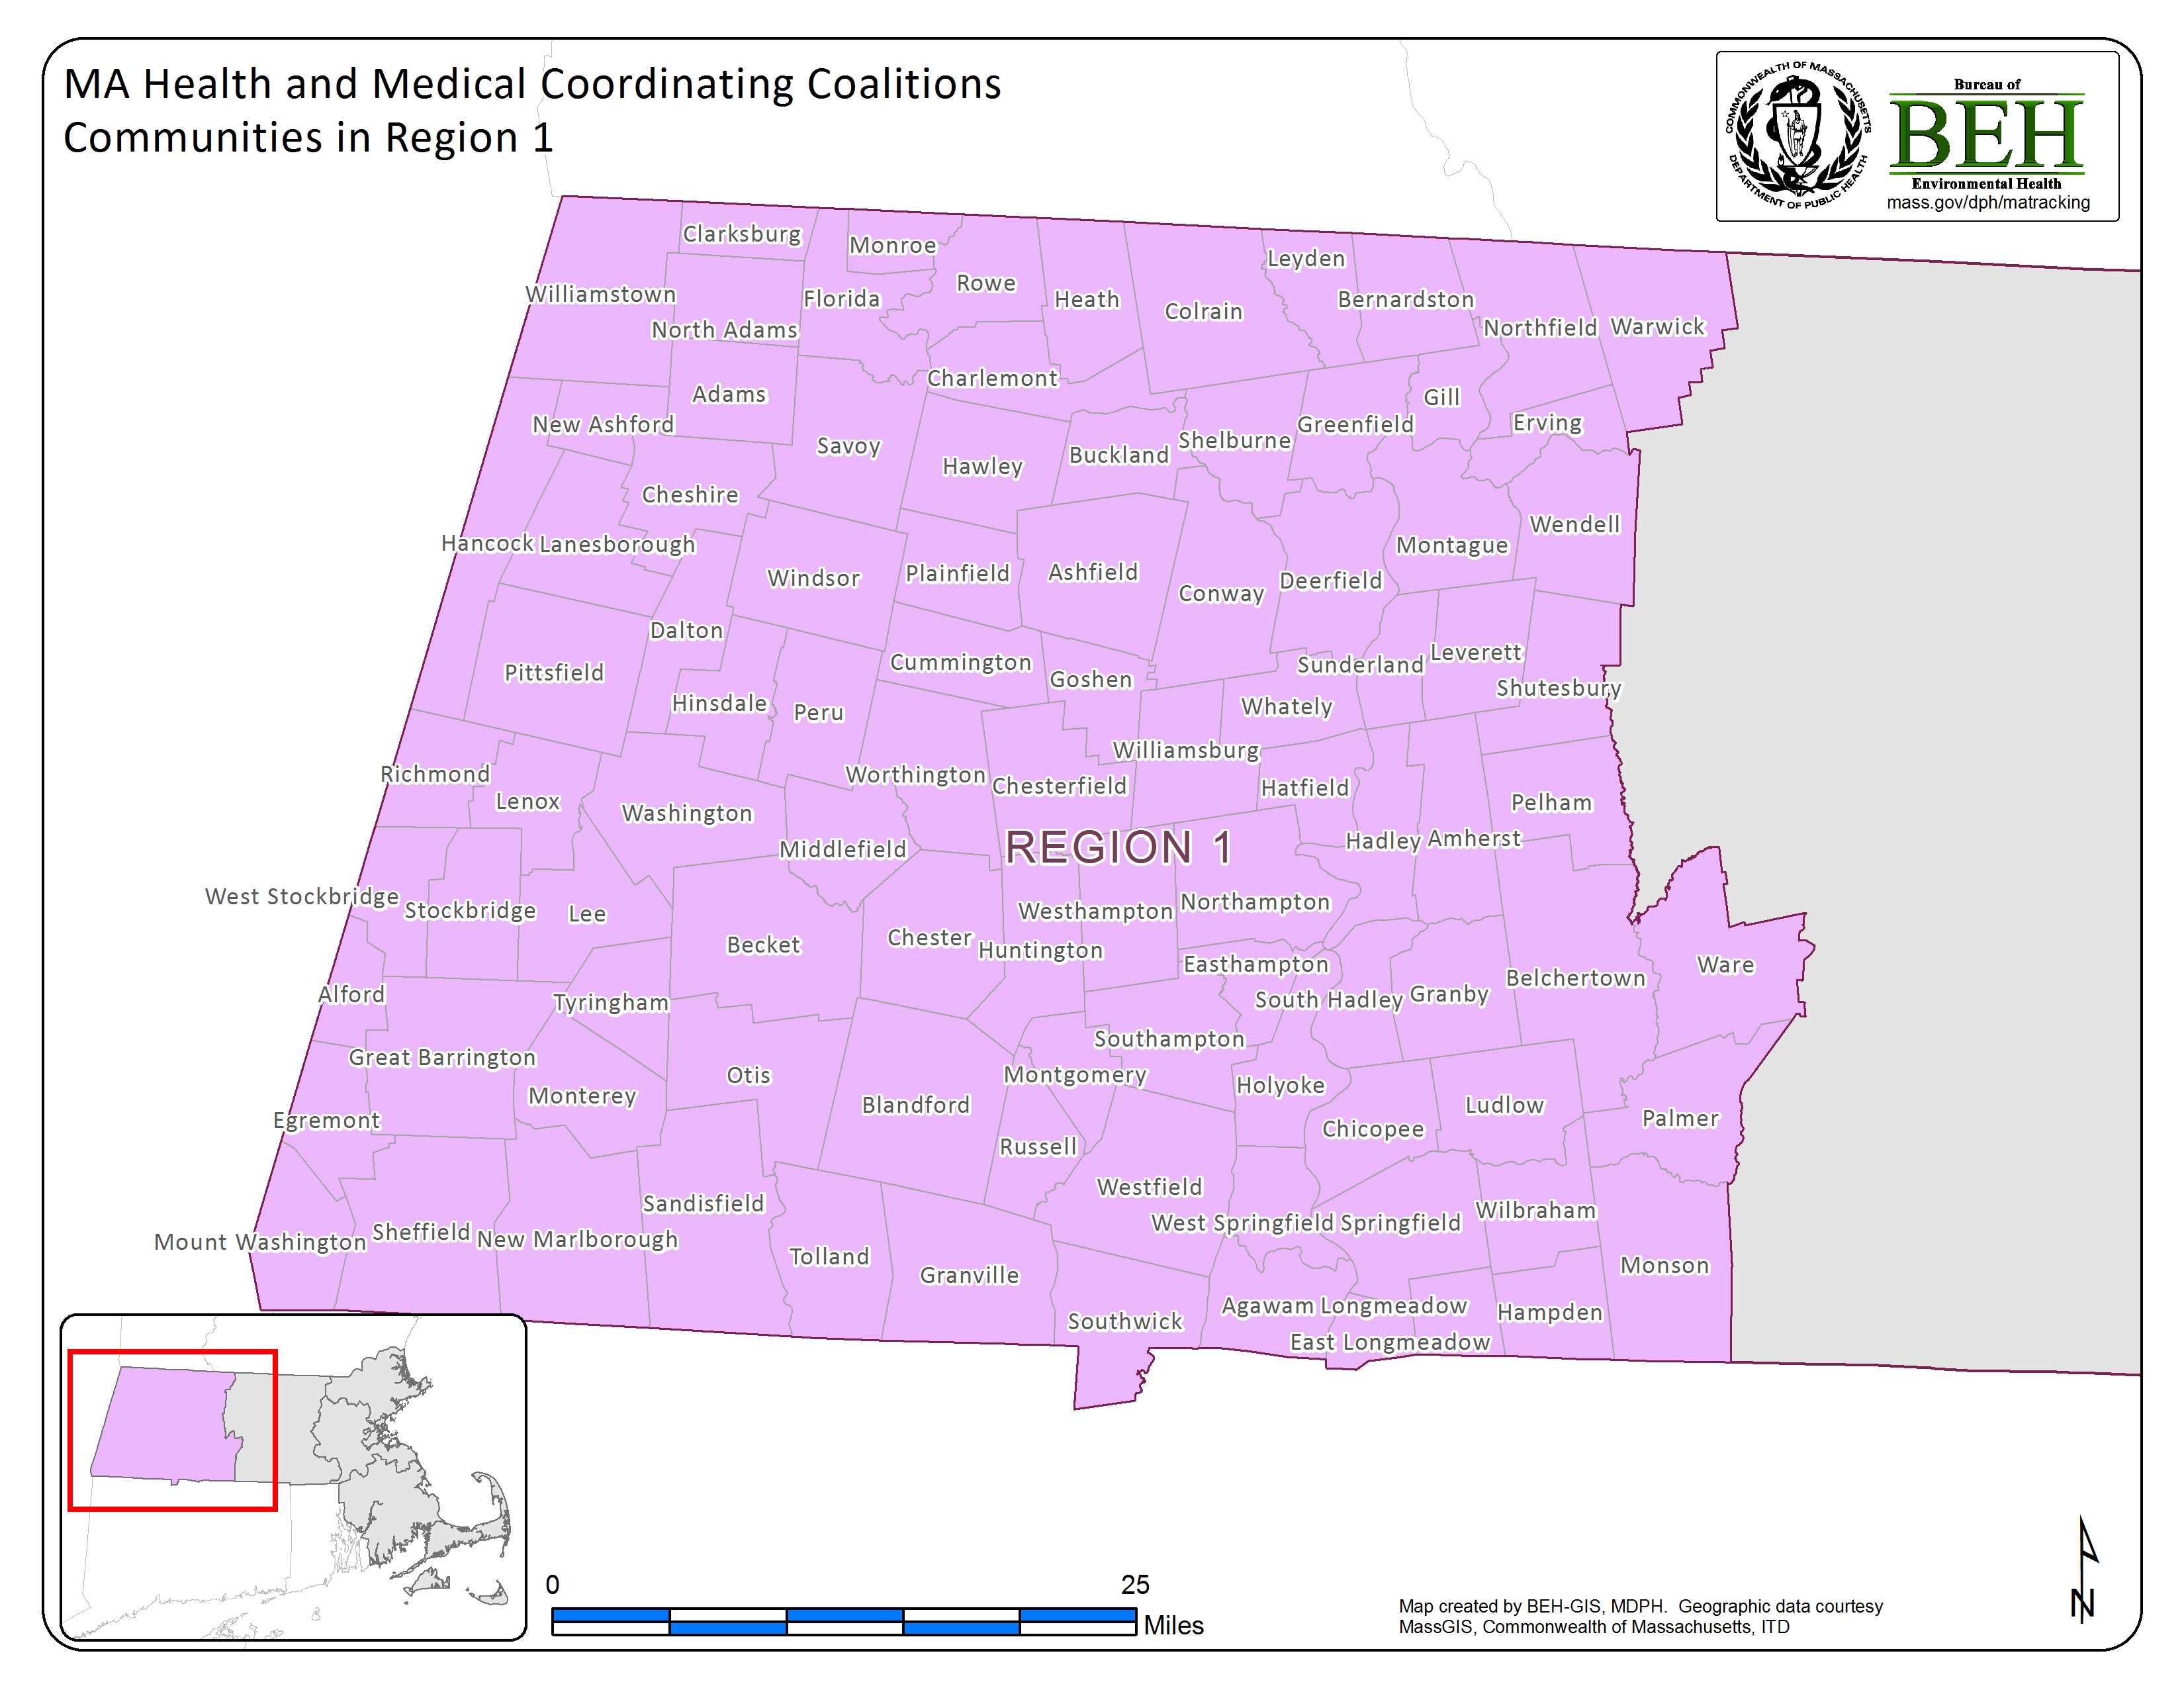 MA Health and Medical Coordinating Coalitions
Communities in Region 1
COMMONWEALTH OF MASSACHUSETTS
DEPARTMENT OF PUBLIC HEALTH
Bureau of
BEH
Environmental Health
mass.gov/dph/matracking
Clarksburg
Monroe
Leyden
Williamstown
Florida
Rowe
Heath
Colrain
Bernardston
North Adams
Northfield
Warwick
Charlemont
Adams
Gill
New Ashford
Savoy
Shelburne
Greenfield
Erving
Hawley
Buckland
Cheshire
Wendell
Hancock
Lanesborough
Montague
Windsor
Plainfield
Ashfield
Conway
Deerfield
Dalton
Pittsfield
Cummington
Goshen
Sunderland
Leverett
Shutesbury
Hinsdale
Peru
Whately
Williamsburg
Richmond
Lenox
Washington
Worthington
Chesterfield
Hatfield
Pelham
Middlefield
REGION 1
Hadley
Amherst
West Stockbridge
Stockbridge
Lee
Westhampton
Northampton
Becket
Chester
Huntington
Easthampton
Ware
Belchertown
Alford
Tyringham
South Hadley
Granby
Great Barrington
Southampton
Otis
Montgomery
Holyoke
Monterey
Blandford
Ludlow
Egremont
Chicopee
Palmer
Russell
Sandisfield
Westfield
Wilbraham
Mount Washington
Sheffield
New Marlborough
West Springfield
Springfield
Tolland
Granville
Monson
Southwick
Agawam
Longmeadow
Hampden
East Longmeadow
0
25
Miles
Map created by BEH-GIS, MDPH.  Geographic data courtesy
MassGIS, Commonwealth of Massachusetts, ITD
N